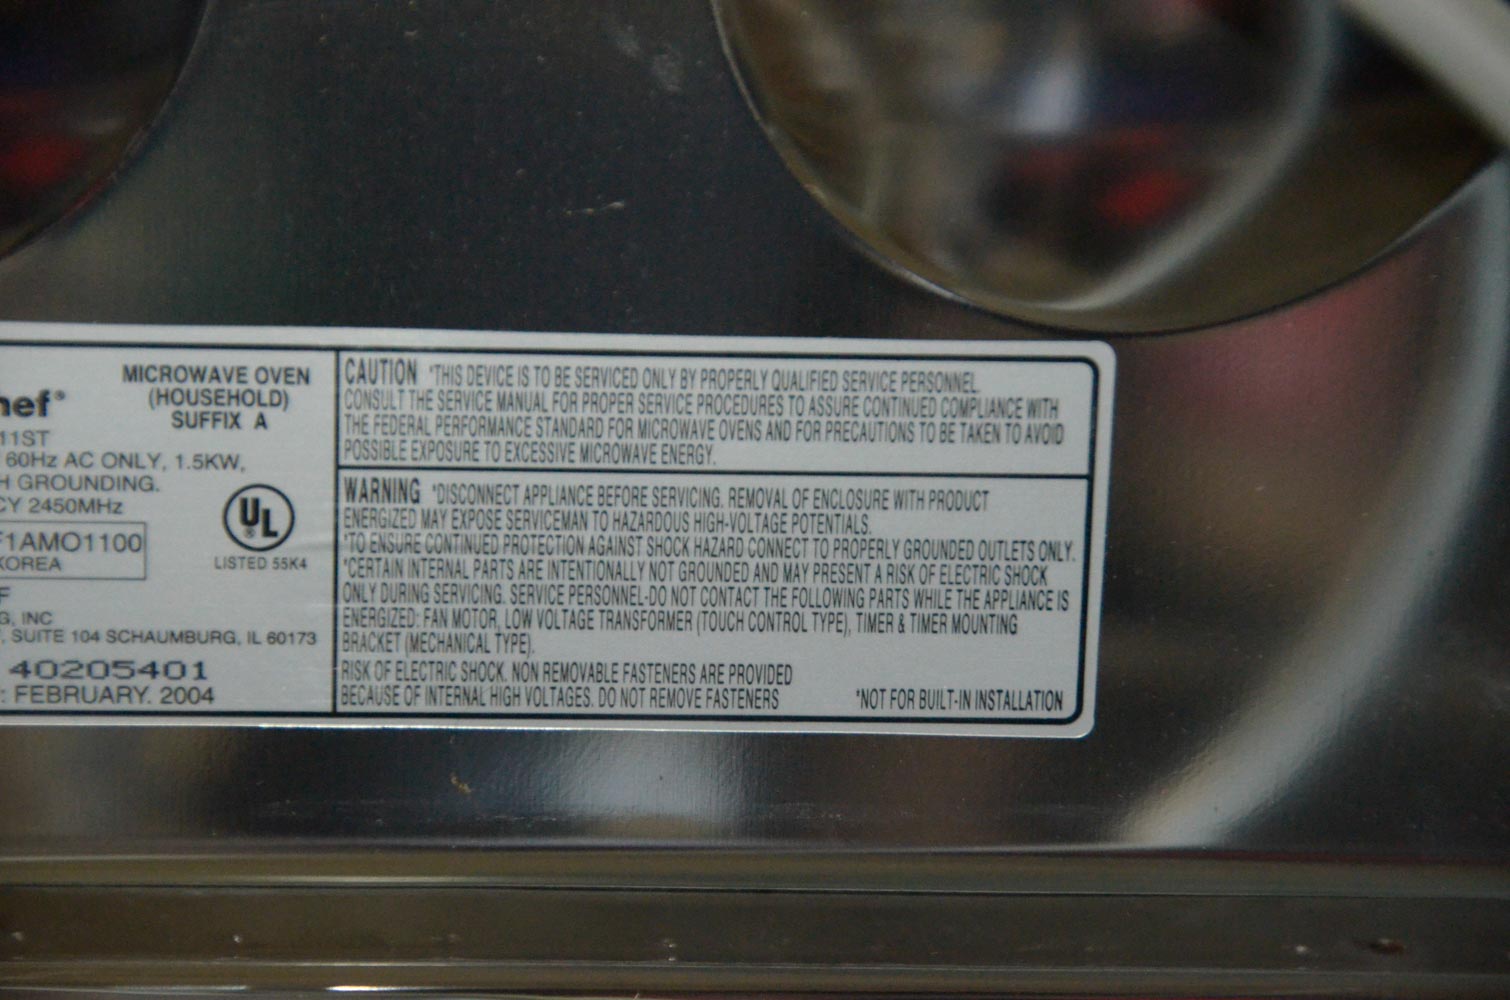 hef®
MICROWAVE OVEN
(HOUSEHOLD)
SUFFIX A
11ST
60Hz AC ONLY, 1.5KW,
H GROUNDING.
CY 2450MHz
F1AMO1100
KOREA
UL
®
LISTED 55K4
F
G, INC
, SUITE 104 SCHAUMBURG, IL 60173
40205401
: FEBRUARY. 2004
CAUTION *THIS DEVICE IS TO BE SERVICED ONLY BY PROPERLY QUALIFIED SERVICE PERSONNEL.
CONSULT THE SERVICE MANUAL FOR PROPER SERVICE PROCEDURES TO ASSURE CONTINUED COMPLIANCE WITH
THE FEDERAL PERFORMANCE STANDARD FOR MICROWAVE OVENS AND FOR PRECAUTIONS TO BE TAKEN TO AVOID
POSSIBLE EXPOSURE TO EXCESSIVE MICROWAVE ENERGY.
WARNING *DISCONNECT APPLIANCE BEFORE SERVICING. REMOVAL OF ENCLOSURE WITH PRODUCT
ENERGIZED MAY EXPOSE SERVICEMAN TO HAZARDOUS HIGH-VOLTAGE POTENTIALS.
*TO ENSURE CONTINUED PROTECTION AGAINST SHOCK HAZARD CONNECT TO PROPERLY GROUNDED OUTLETS ONLY.
*CERTAIN INTERNAL PARTS ARE INTENTIONALLY NOT GROUNDED AND MAY PRESENT A RISK OF ELECTRIC SHOCK
ONLY DURING SERVICING. SERVICE PERSONNEL-DO NOT CONTACT THE FOLLOWING PARTS WHILE THE APPLIANCE IS
ENERGIZED: FAN MOTOR, LOW VOLTAGE TRANSFORMER (TOUCH CONTROL TYPE), TIMER & TIMER MOUNTING
BRACKET (MECHANICAL TYPE).
RISK OF ELECTRIC SHOCK. NON REMOVABLE FASTENERS ARE PROVIDED
BECAUSE OF INTERNAL HIGH VOLTAGES. DO NOT REMOVE FASTENERS
*NOT FOR BUILT-IN INSTALLATION